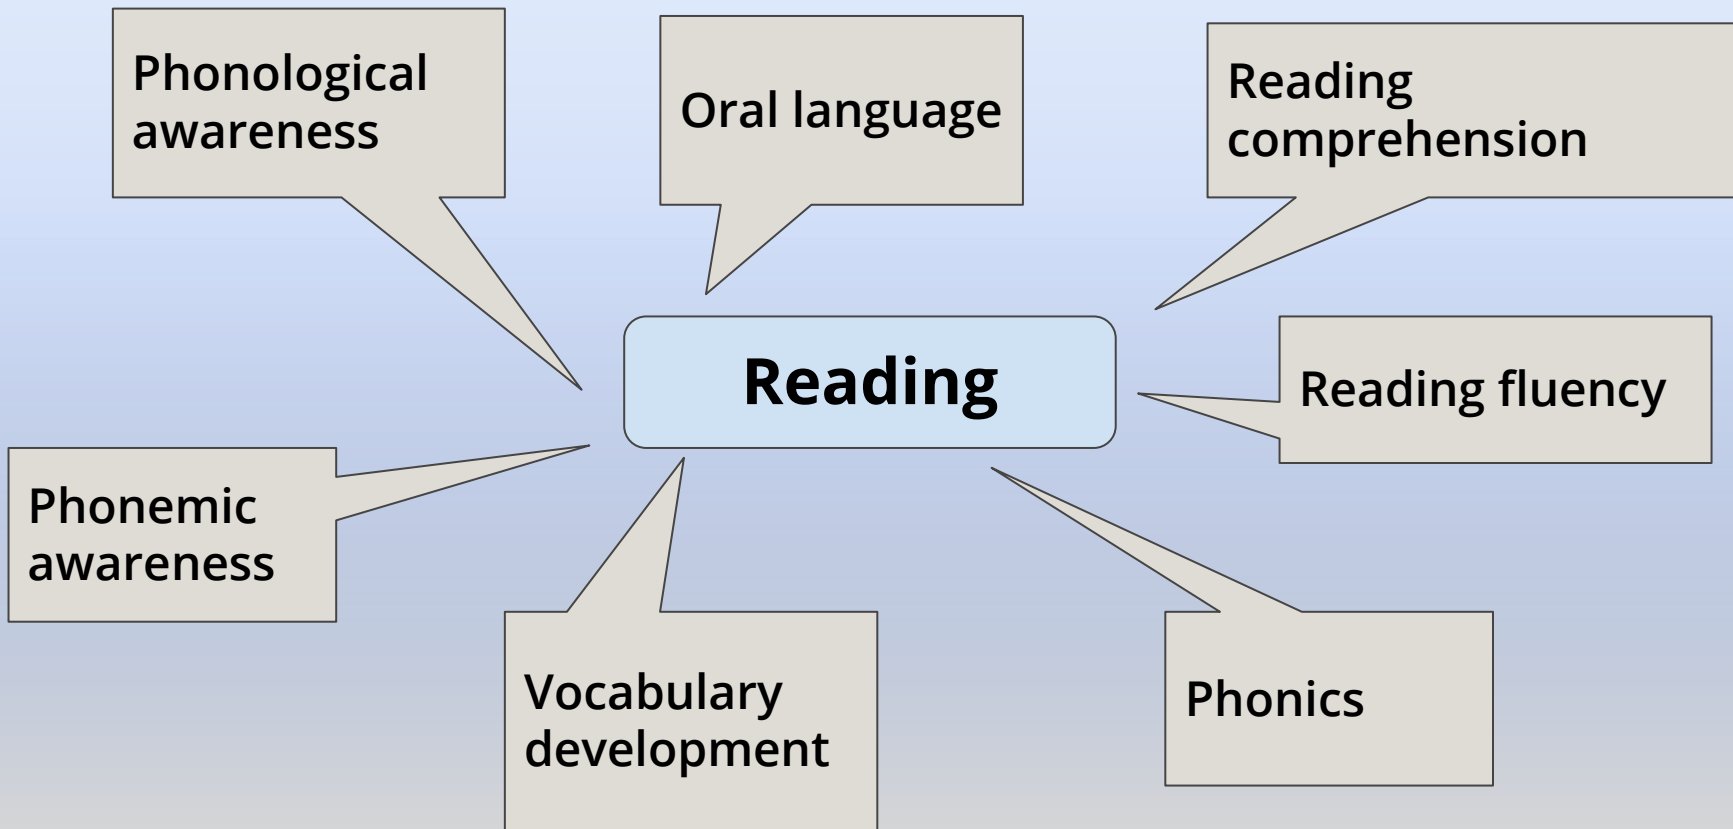 Phonological
awareness
Oral language
Reading
comprehension
Reading
Reading fluency
Phonemic
awareness
Vocabulary
development
Phonics